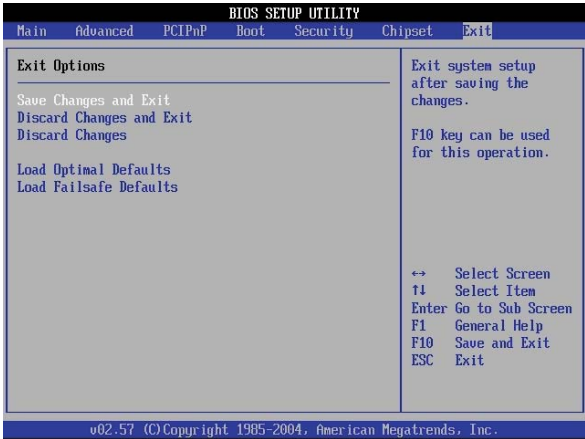 BIOS SETUP UTILITY
Main Advanced PCIPnP Boot Security Chipset Exit
Exit Options
Save Changes and Exit
Discard Changes and Exit
Discard Changes
Load Optimal Defaults
Load Failsafe Defaults
Exit system setup
after saving the
changes.
F10 key can be used
for this operation.
↔ Select Screen
↑↓ Select Item
Enter Go to Sub Screen
F1 General Help
F10 Save and Exit
ESC Exit
v02.57 (C)Copyright 1985-2004, American Megatrends, Inc.